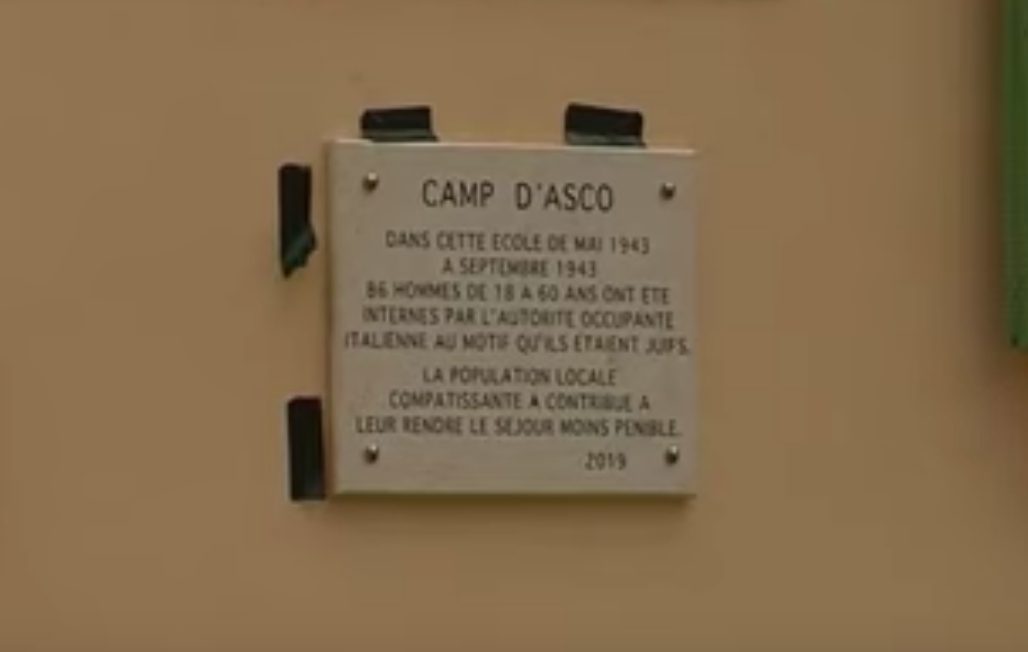 CAMP D'ASCO
DANS CETTE ECOLE DE MAI 1943
A SEPTEMBRE 1943
86 HOMMES DE 18 A 60 ANS ONT ETE
INTERNES PAR L'AUTORITE OCCUPANTE
ITALIENNE AU MOTIF QU'ILS ETAIENT JUIFS.
LA POPULATION LOCALE
COMPATISSANTE A CONTRIBUE A
LEUR RENDRE LE SEJOUR MOINS PENIBLE.
2019